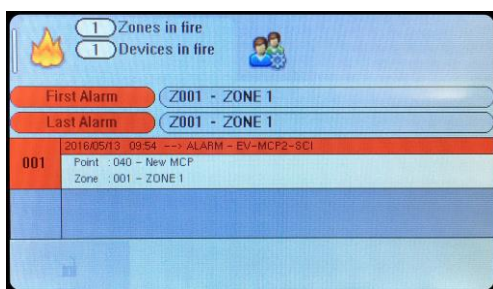 1 Zones in fire
1 Devices in fire
First Alarm Z001 - ZONE 1
Last Alarm Z001 - ZONE 1
2016/05/13 09:54 --> ALARM - EV-MCP2-SCI
001 Point : 040 - New MCP
Zone : 001 - ZONE 1